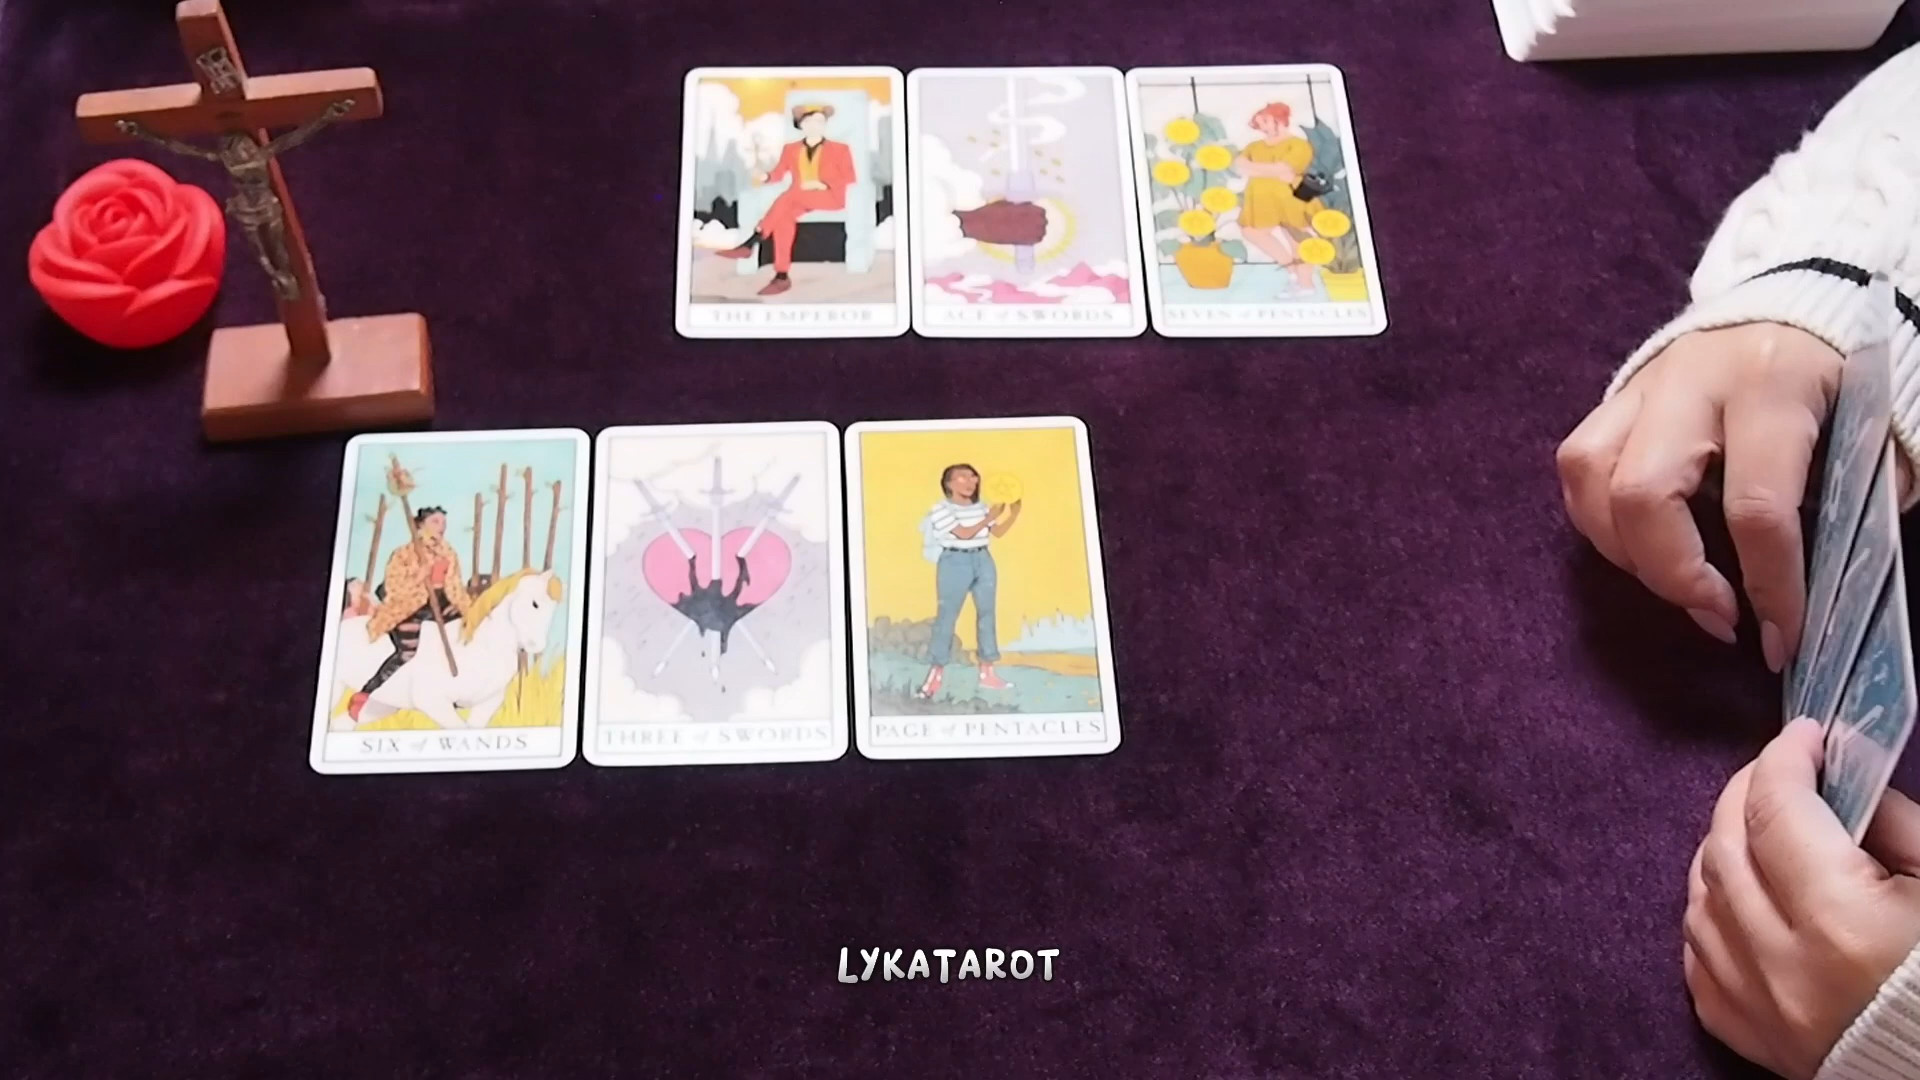 THE EMPEROR
ACE of SWORDS
SEVEN of PENTACLES
SIX of WANDS
THREE of SWORDS
PAGE of PENTACLES
LYKATAROT